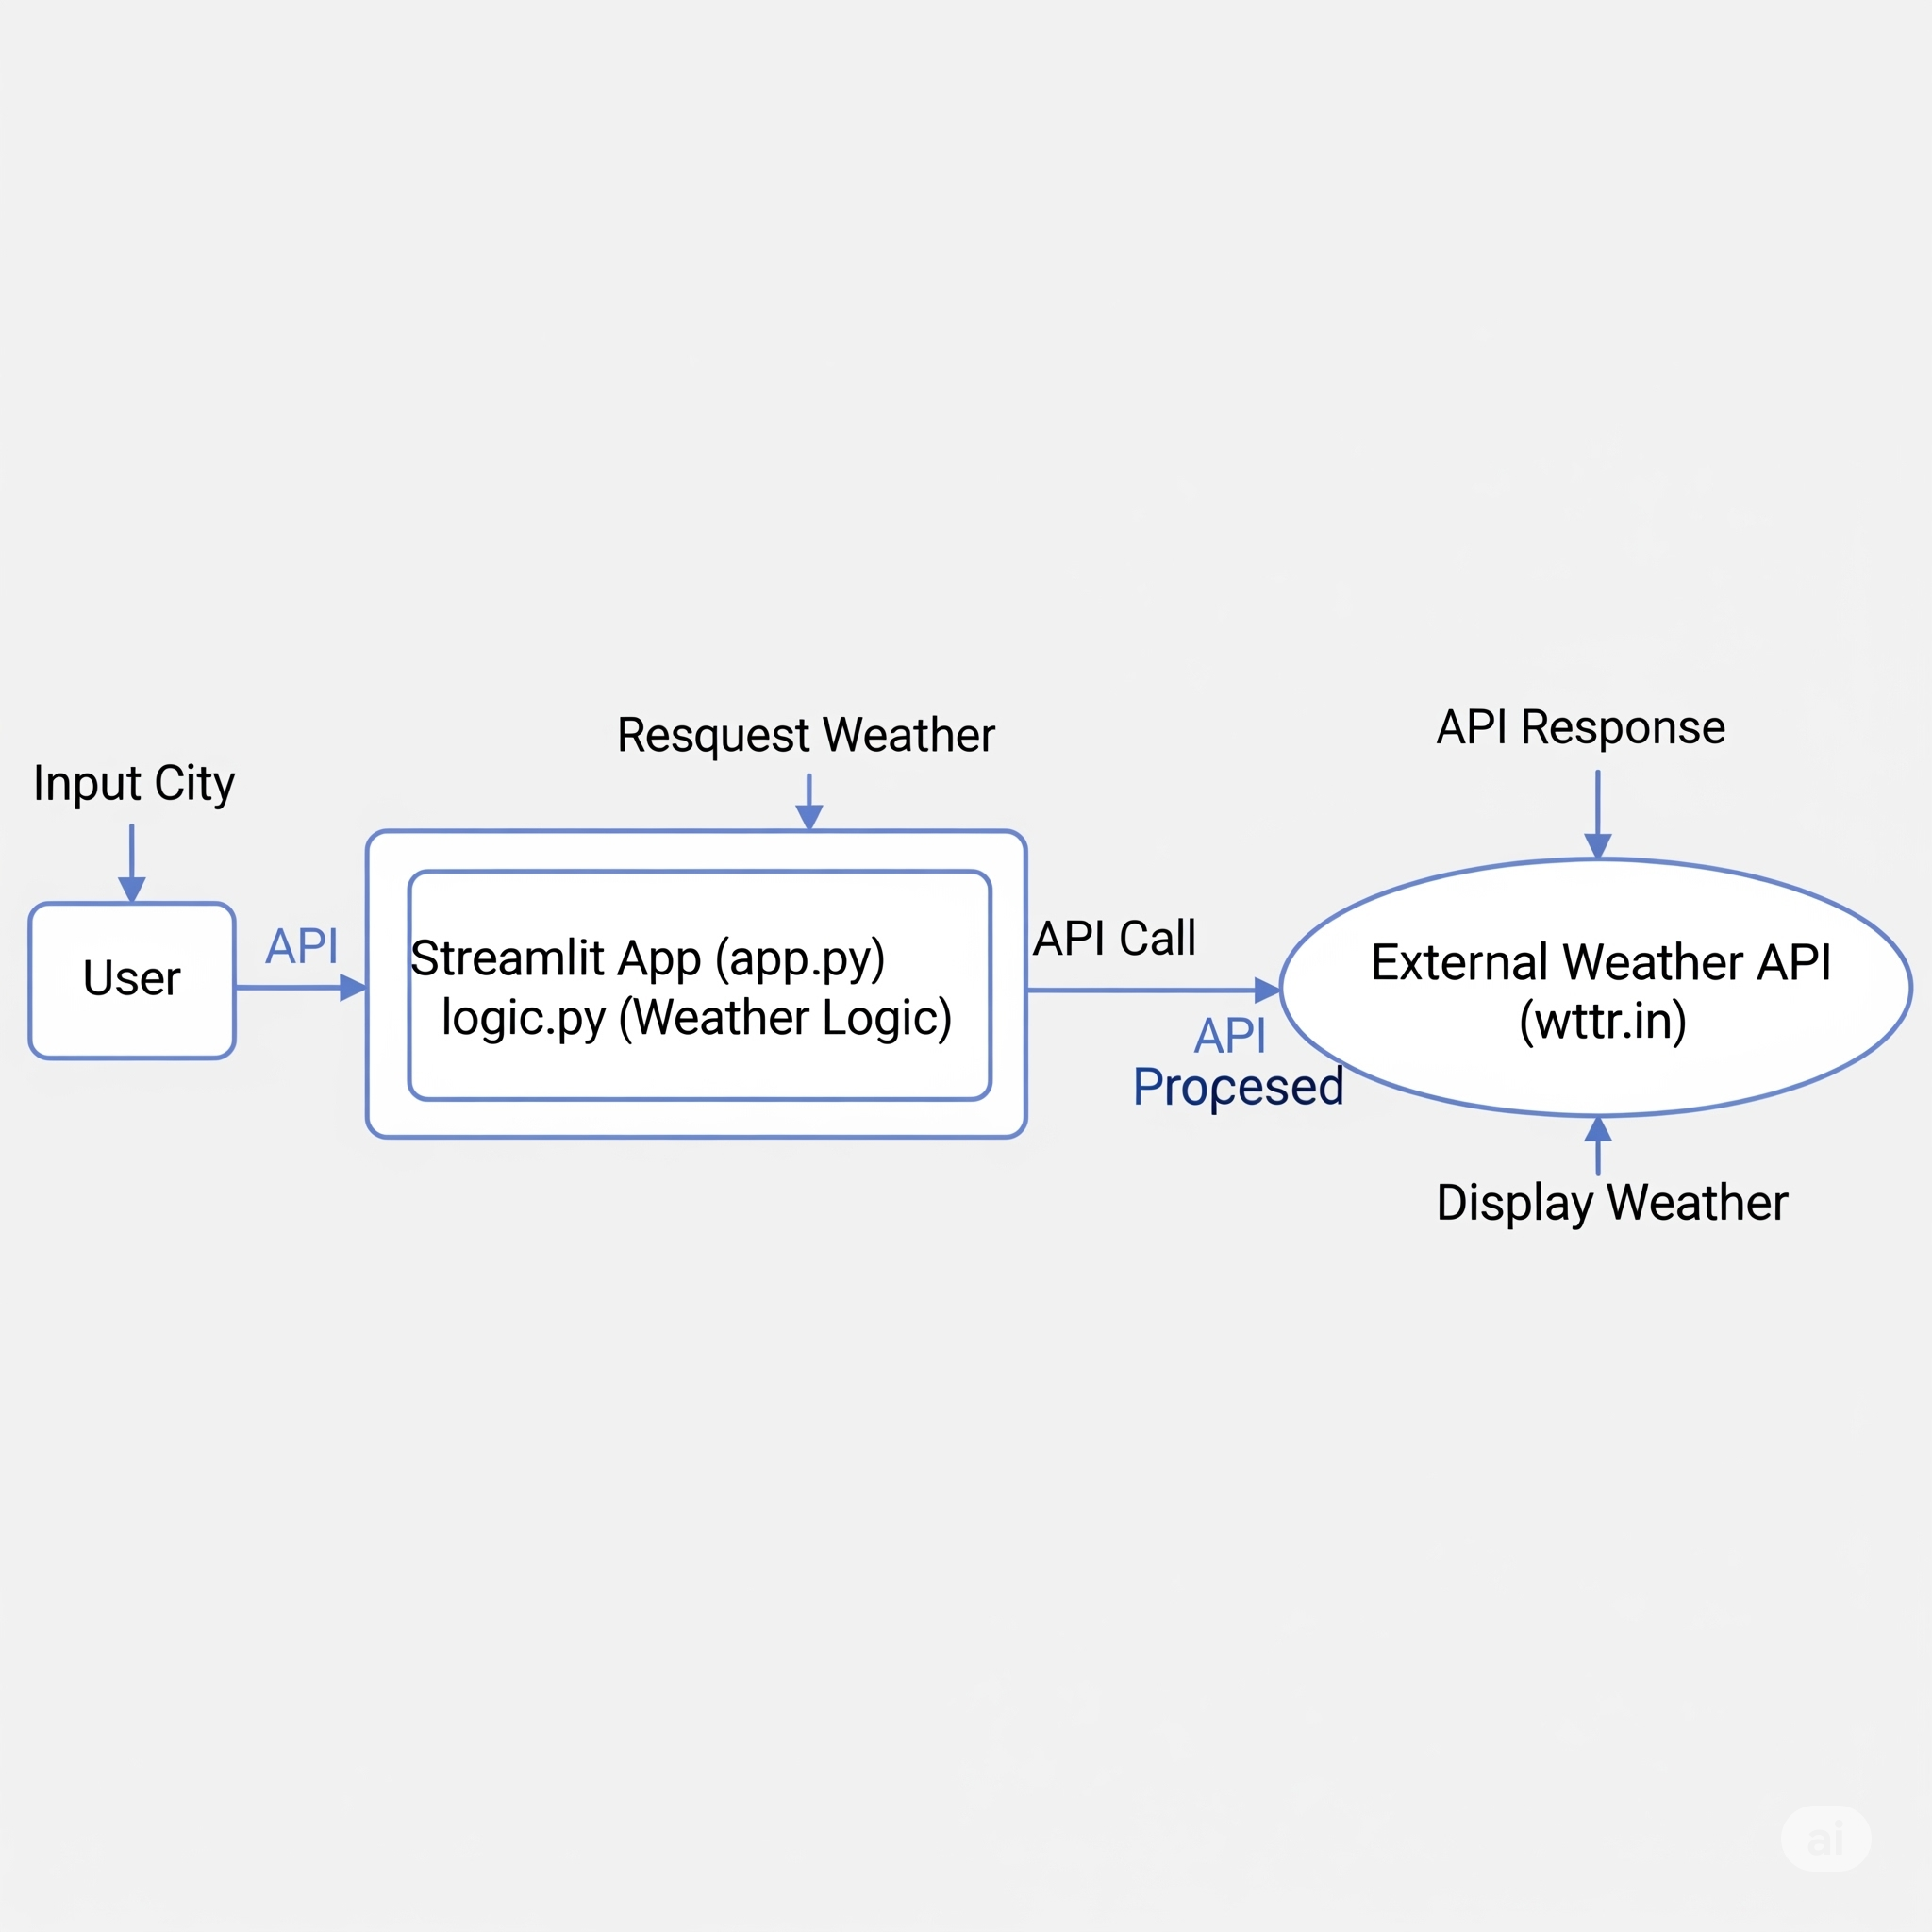 Input City
User
API
Resquest Weather
Streamlit App (app.py)
logic.py (Weather Logic)
API Call
API
Procesed
API Response
External Weather API
(wttr.in)
Display Weather
ai